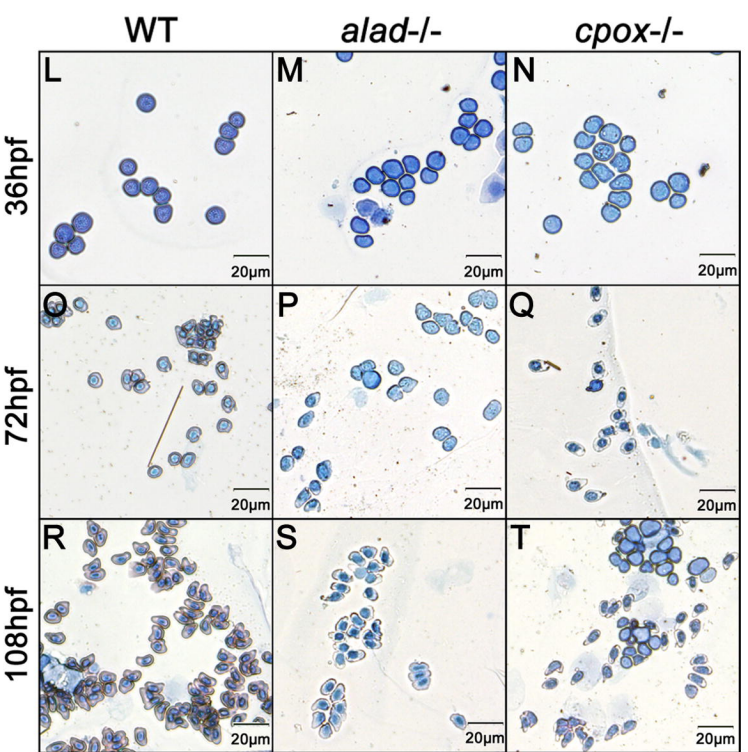 WT alad-/- cpox-/-
36hpf
L M N
20µm 20µm 20µm
72hpf
O P Q
20µm 20µm 20µm
108hpf
R S T
20µm 20µm 20µm